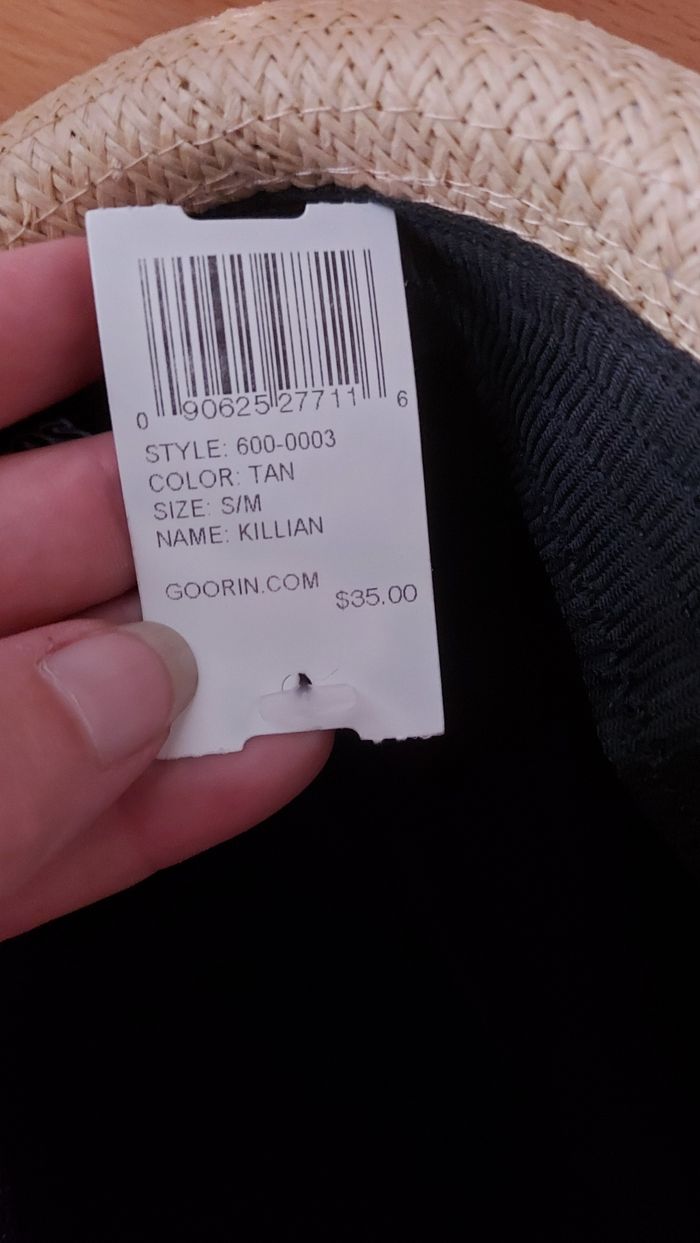 0 90625 27711 6
STYLE: 600-0003
COLOR: TAN
SIZE: S/M
NAME: KILLIAN
GOORIN.COM
$35.00